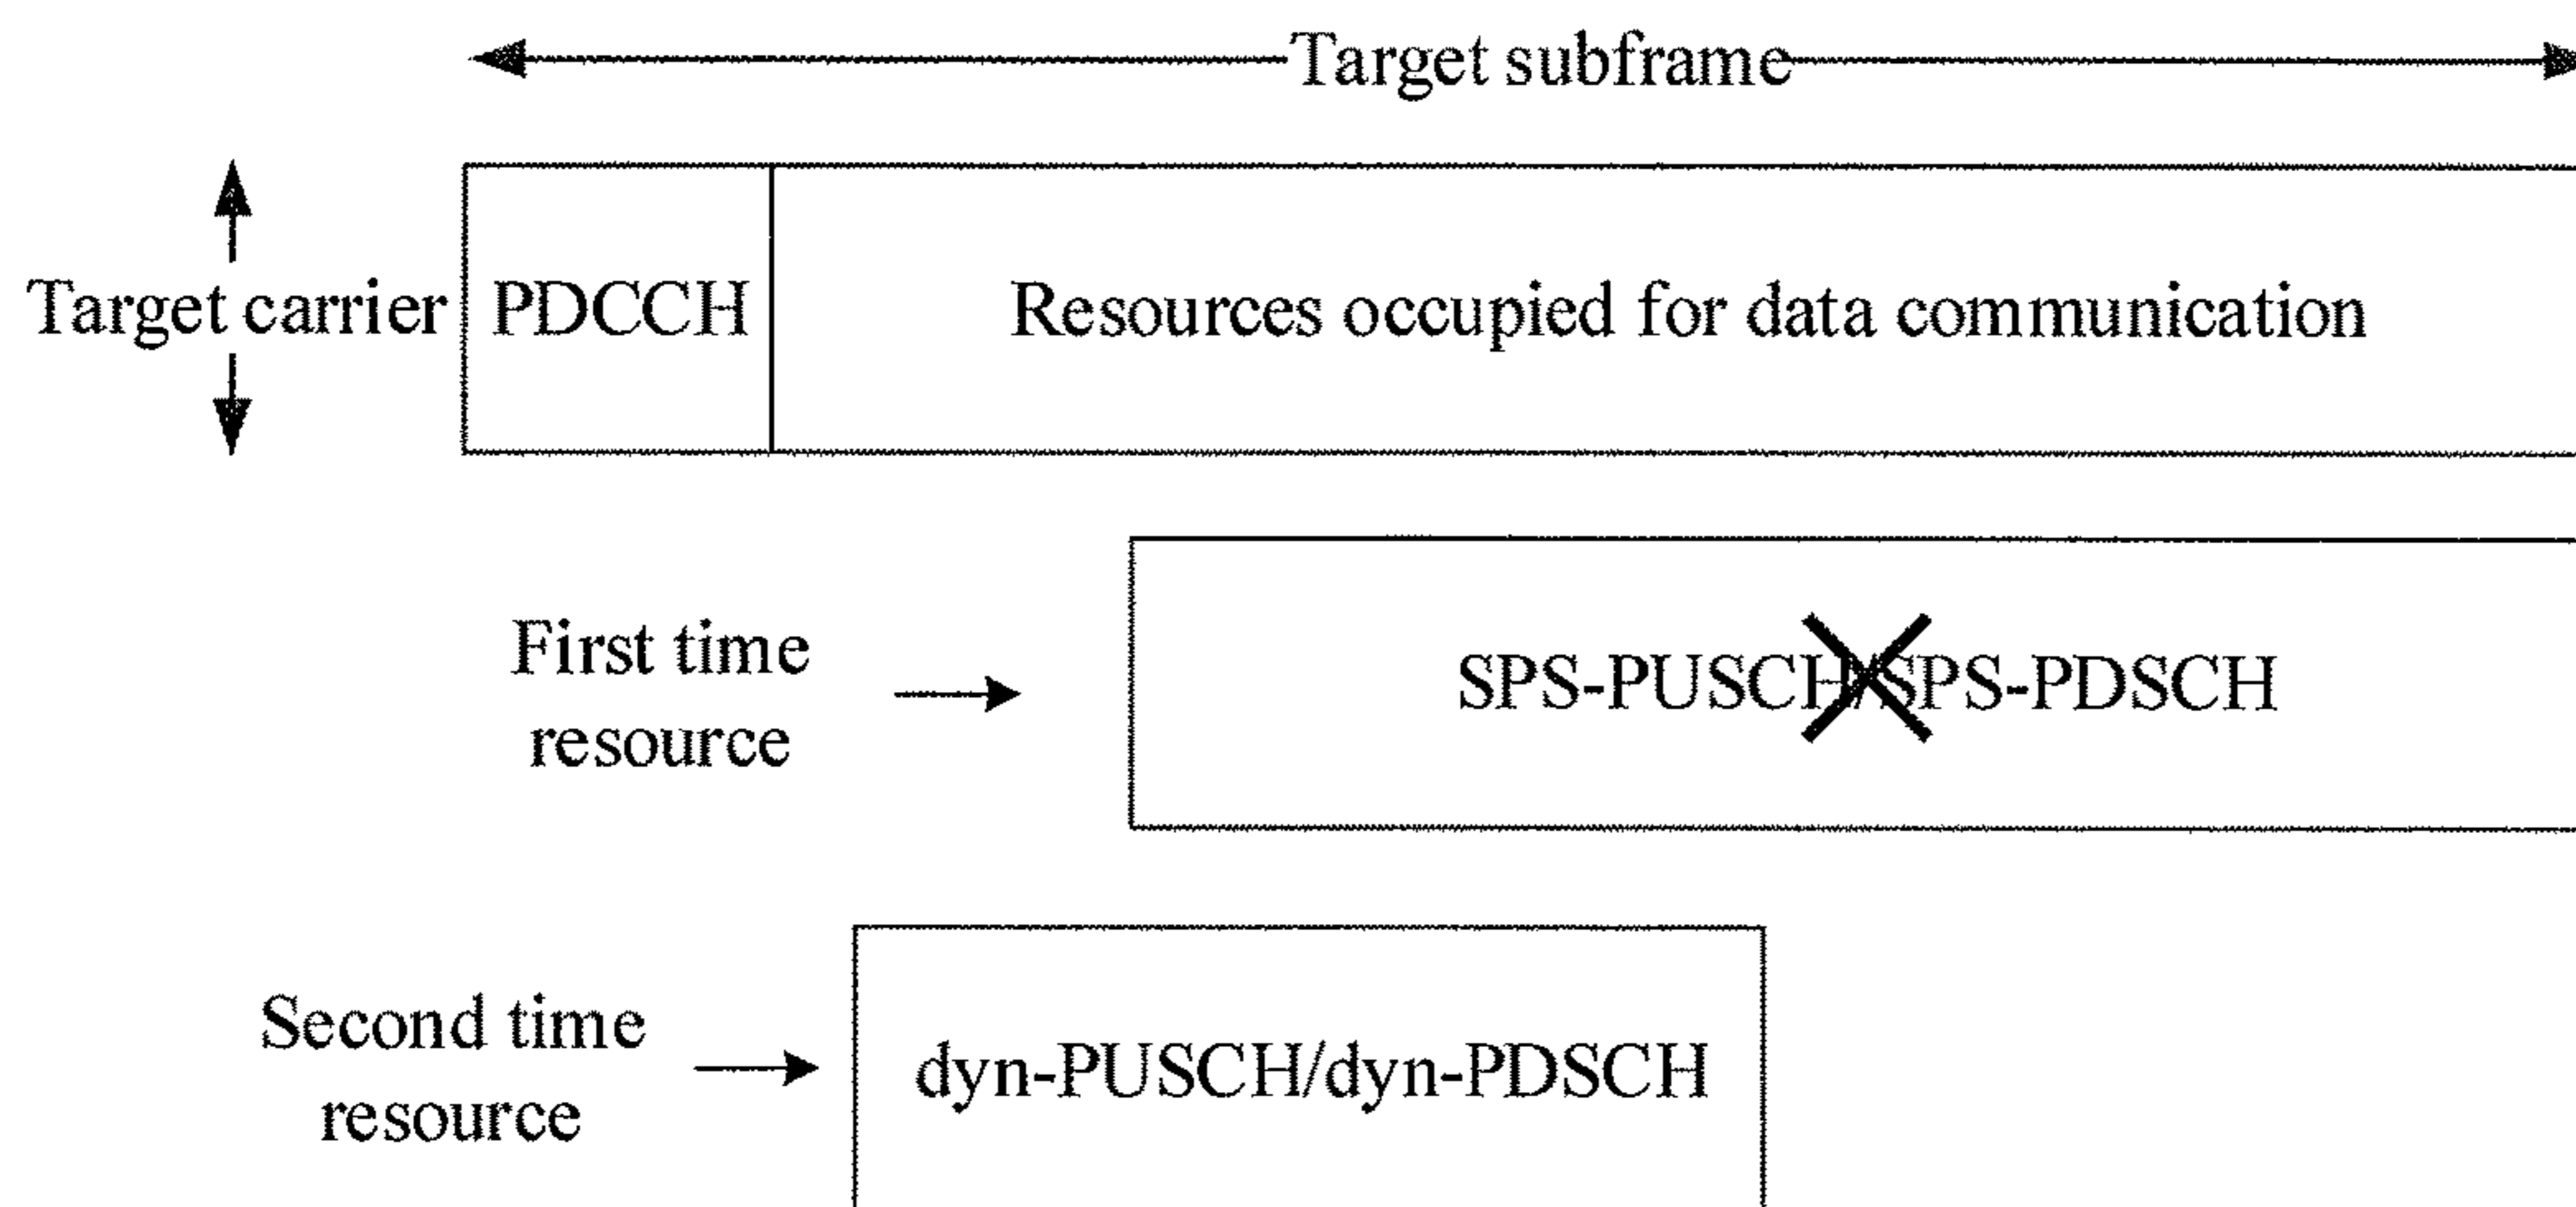 Target subframe
Target carrier
PDCCH
Resources occupied for data communication
First time
resource
SPS-PUSCH/SPS-PDSCH
Second time
resource
dyn-PUSCH/dyn-PDSCH